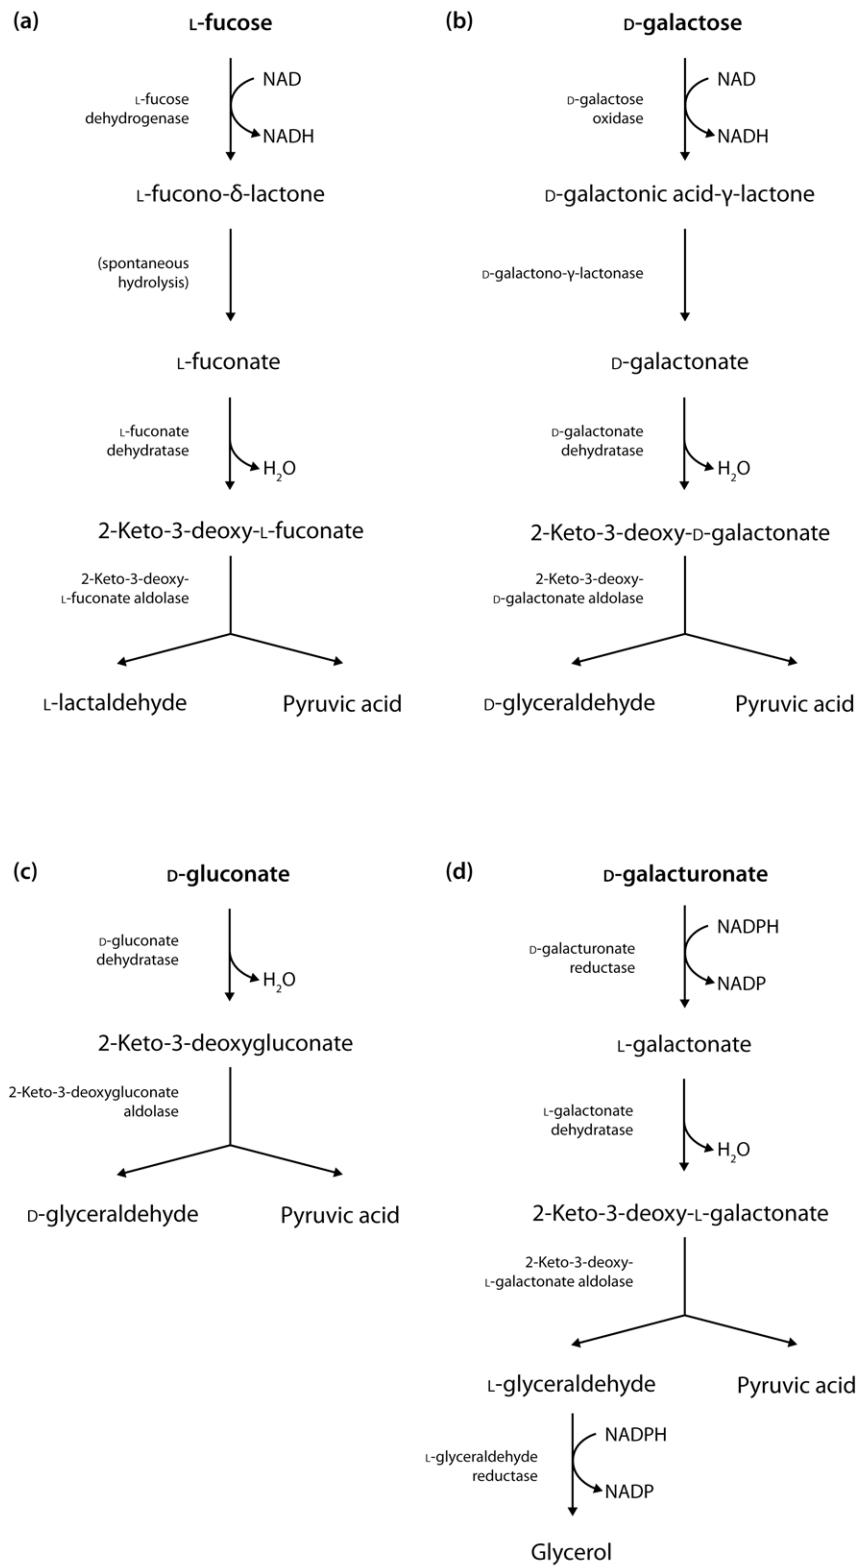 (a)
L-fucose
L-fucose
dehydrogenase
NAD
NADH
L-fucono-δ-lactone
(spontaneous
hydrolysis)
L-fuconate
L-fuconate
dehydratase
H₂O
2-Keto-3-deoxy-L-fuconate
2-Keto-3-deoxy-
L-fuconate aldolase
L-lactaldehyde
Pyruvic acid
(b)
D-galactose
D-galactose
oxidase
NAD
NADH
D-galactonic acid-γ-lactone
D-galactono-γ-lactonase
D-galactonate
D-galactonate
dehydratase
H₂O
2-Keto-3-deoxy-D-galactonate
2-Keto-3-deoxy-
D-galactonate aldolase
D-glyceraldehyde
Pyruvic acid
(c)
D-gluconate
D-gluconate
dehydratase
H₂O
2-Keto-3-deoxygluconate
2-Keto-3-deoxygluconate
aldolase
D-glyceraldehyde
Pyruvic acid
(d)
D-galacturonate
D-galacturonate
reductase
NADPH
NADP
L-galactonate
L-galactonate
dehydratase
H₂O
2-Keto-3-deoxy-L-galactonate
2-Keto-3-deoxy-
L-galactonate aldolase
L-glyceraldehyde
Pyruvic acid
L-glyceraldehyde
reductase
NADPH
NADP
Glycerol